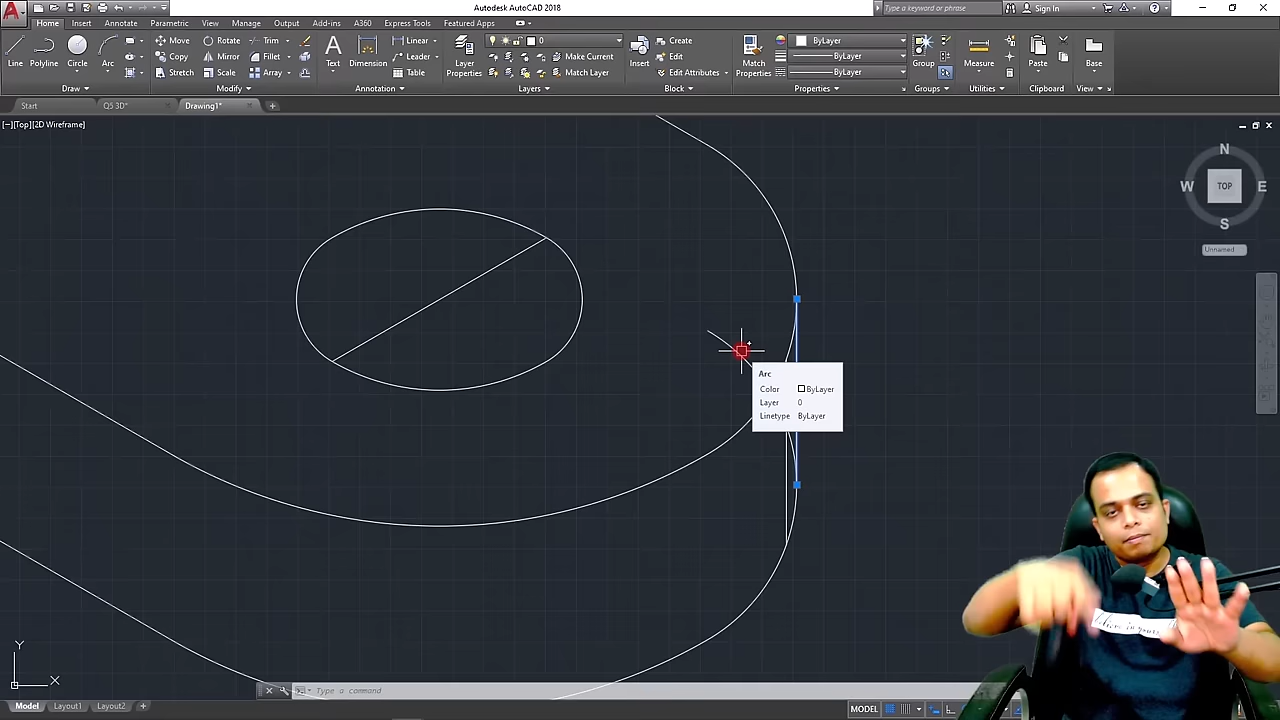 Autodesk AutoCAD 2018
Type a keyword or phrase
Sign In
Home Insert Annotate Parametric View Manage Output Add-ins A360 Express Tools Featured Apps
Line
Polyline
Circle
Arc
Move
Copy
Stretch
Rotate
Mirror
Scale
Trim
Fillet
Array
Text
Dimension
Linear
Leader
Table
Layer
Properties
0
Make Current
Match Layer
Insert
Create
Edit
Edit Attributes
Match
Properties
ByLayer
ByLayer
ByLayer
Group
Measure
Paste
Base
Draw Modify Annotation Layers Block Properties Groups Utilities Clipboard View
Start Q5 3D* Drawing1*
[−][Top][2D Wireframe]
N
W TOP E
S
Unnamed
Arc
Color ByLayer
Layer 0
Linetype ByLayer
Y
X
Type a command
Model Layout1 Layout2 +
MODEL